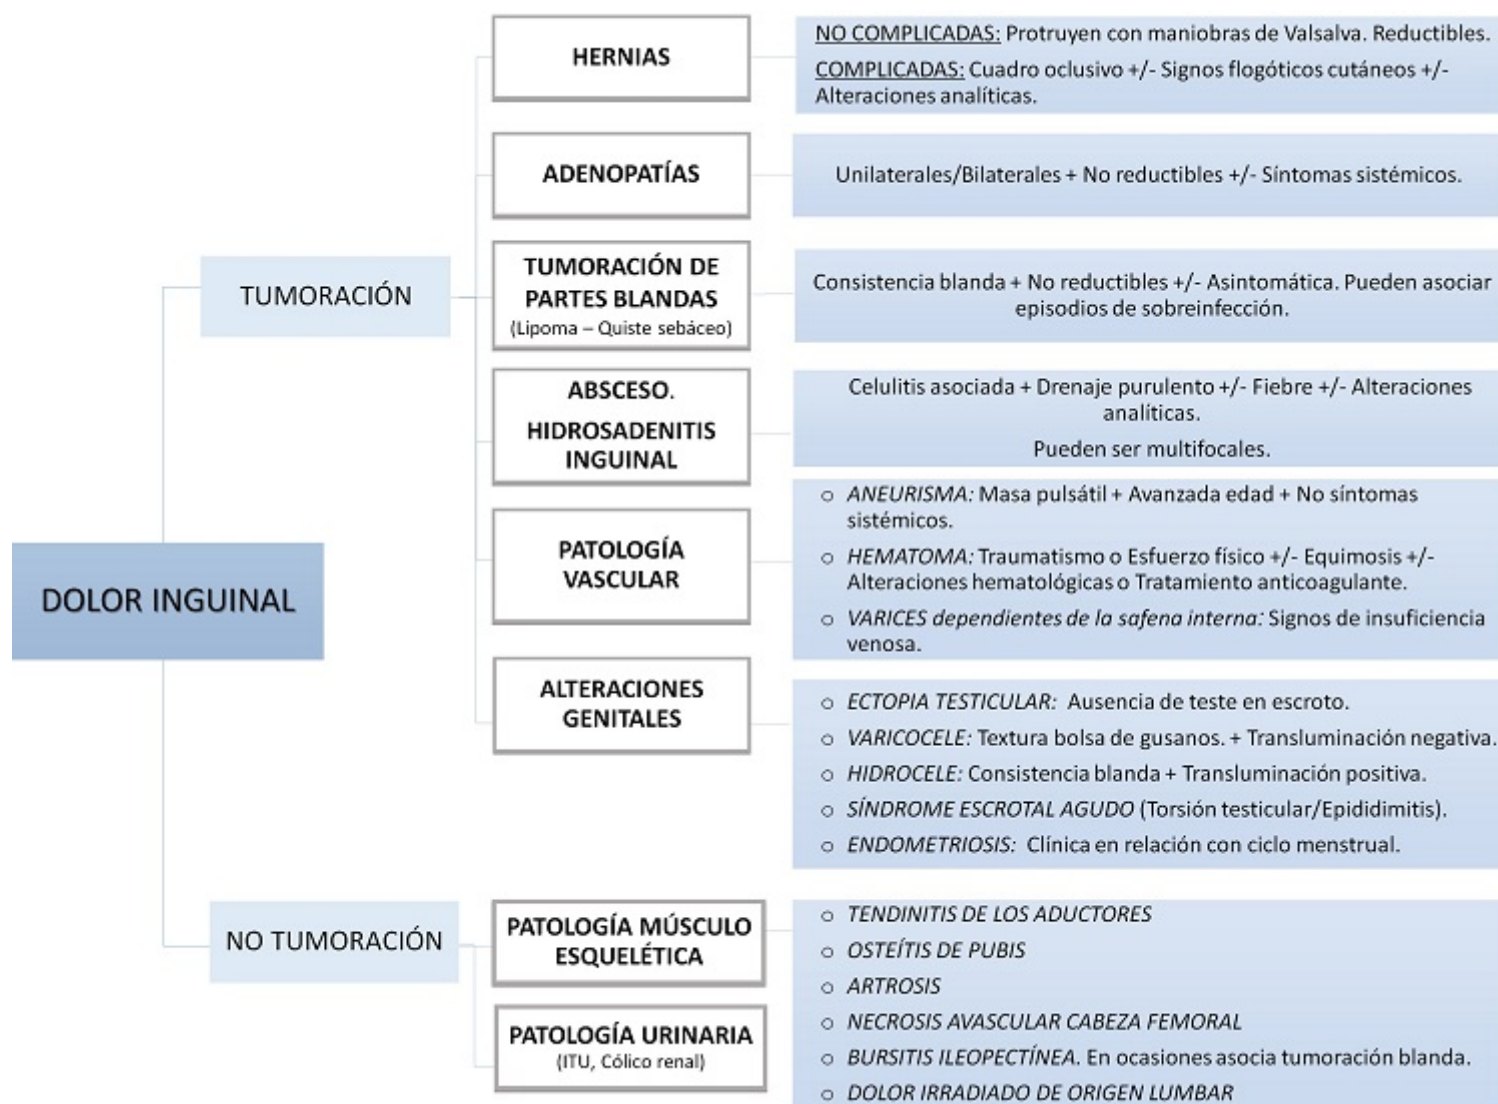 DOLOR INGUINAL
TUMORACIÓN
HERNIAS
NO COMPLICADAS: Protruyen con maniobras de Valsalva. Reductibles.
COMPLICADAS: Cuadro oclusivo +/- Signos flogóticos cutáneos +/-
Alteraciones analíticas.
ADENOPATÍAS
Unilaterales/Bilaterales + No reductibles +/- Síntomas sistémicos.
TUMORACIÓN DE
PARTES BLANDAS
(Lipoma – Quiste sebáceo)
Consistencia blanda + No reductibles +/- Asintomática. Pueden asociar
episodios de sobreinfección.
ABSCESO.
HIDROSADENITIS
INGUINAL
Celulitis asociada + Drenaje purulento +/- Fiebre +/- Alteraciones
analíticas.
Pueden ser multifocales.
PATOLOGÍA
VASCULAR
o ANEURISMA: Masa pulsátil + Avanzada edad + No síntomas
sistémicos.
o HEMATOMA: Traumatismo o Esfuerzo físico +/- Equimosis +/-
Alteraciones hematológicas o Tratamiento anticoagulante.
o VARICES dependientes de la safena interna: Signos de insuficiencia
venosa.
ALTERACIONES
GENITALES
o ECTOPIA TESTICULAR: Ausencia de teste en escroto.
o VARICOCELE: Textura bolsa de gusanos. + Transluminación negativa.
o HIDROCELE: Consistencia blanda + Transluminación positiva.
o SÍNDROME ESCROTAL AGUDO (Torsión testicular/Epididimitis).
o ENDOMETRIOSIS: Clínica en relación con ciclo menstrual.
NO TUMORACIÓN
PATOLOGÍA MÚSCULO
ESQUELÉTICA
PATOLOGÍA URINARIA
(ITU, Cólico renal)
o TENDINITIS DE LOS ADUCTORES
o OSTEÍTIS DE PUBIS
o ARTROSIS
o NECROSIS AVASCULAR CABEZA FEMORAL
o BURSITIS ILEOPECTÍNEA. En ocasiones asocia tumoración blanda.
o DOLOR IRRADIADO DE ORIGEN LUMBAR